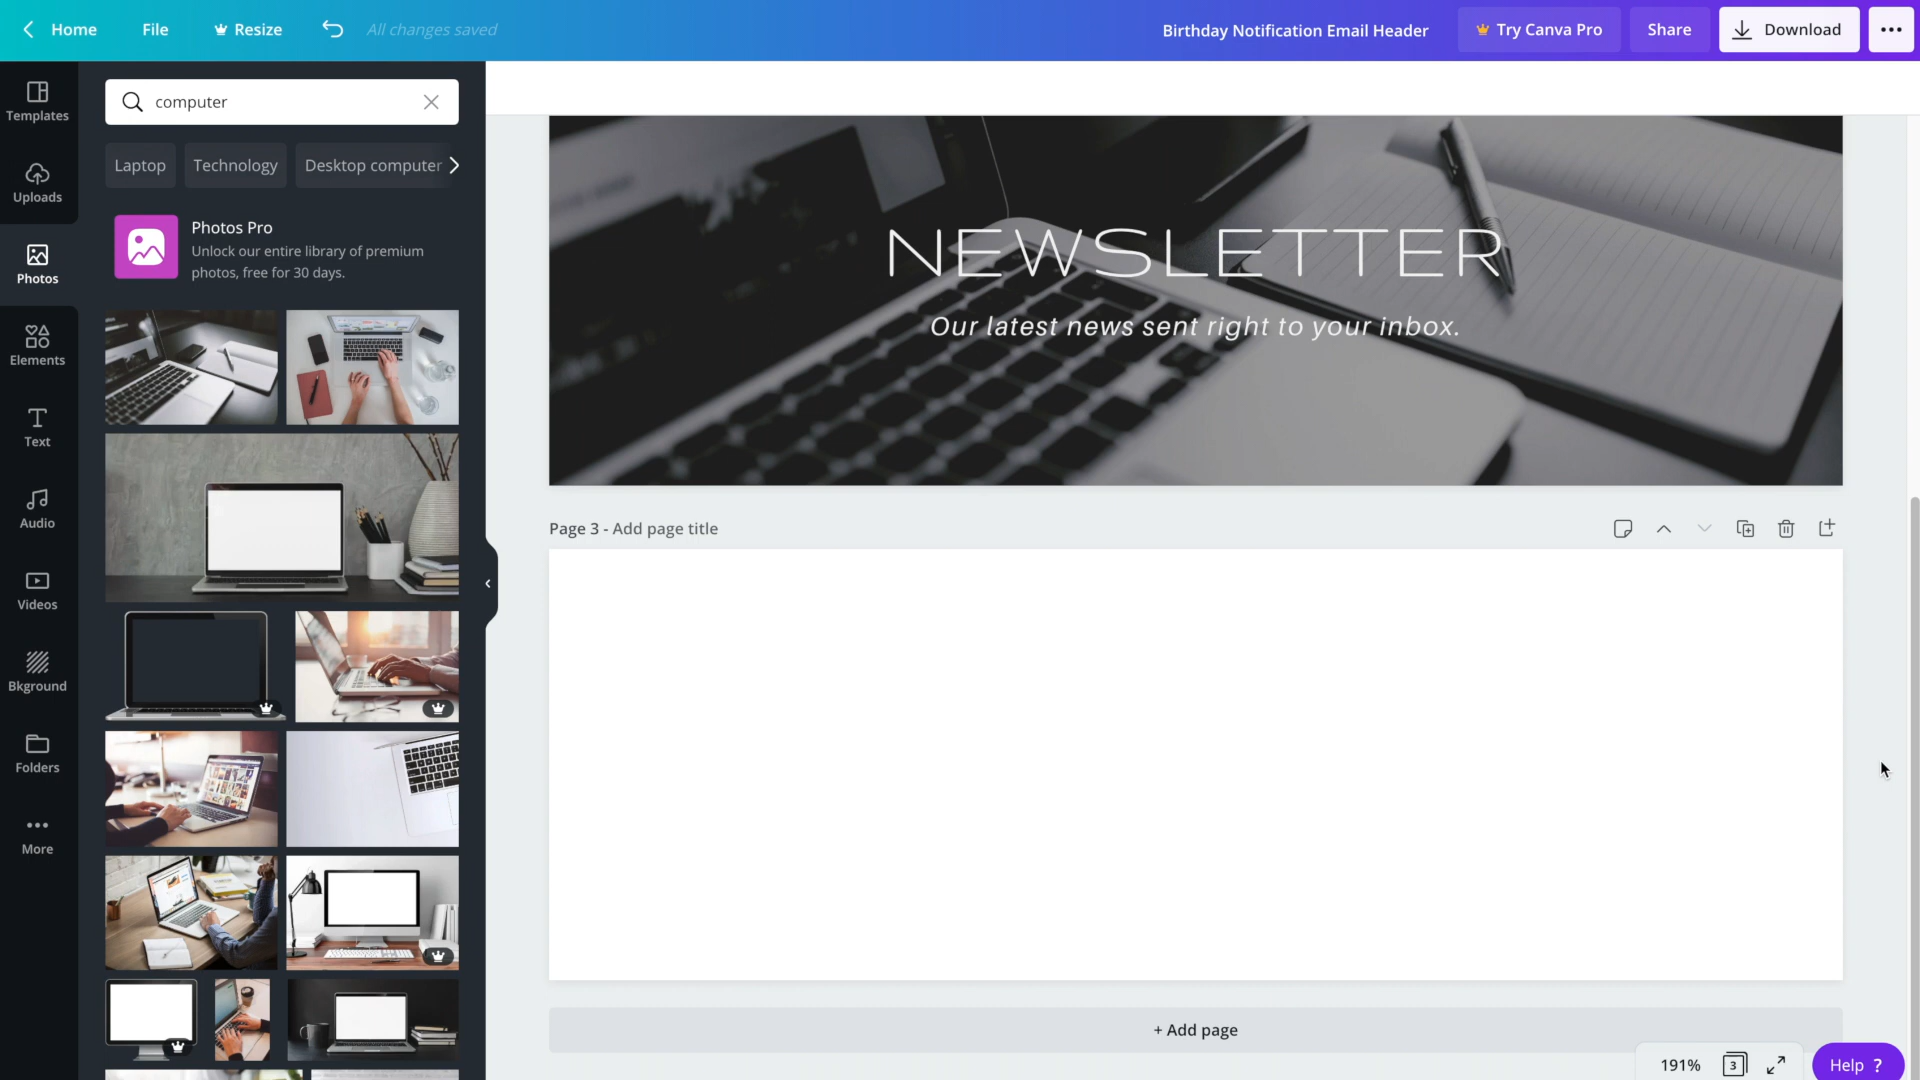 Home
File
Resize
All changes saved
Birthday Notification Email Header
Try Canva Pro
Share
Download
Templates
Uploads
Photos
Elements
Text
Audio
Videos
Bkground
Folders
More
computer
Laptop
Technology
Desktop computer
Photos Pro
Unlock our entire library of premium
photos, free for 30 days.
NEWSLETTER
Our latest news sent right to your inbox.
Page 3 - Add page title
+ Add page
191%
3
Help ?